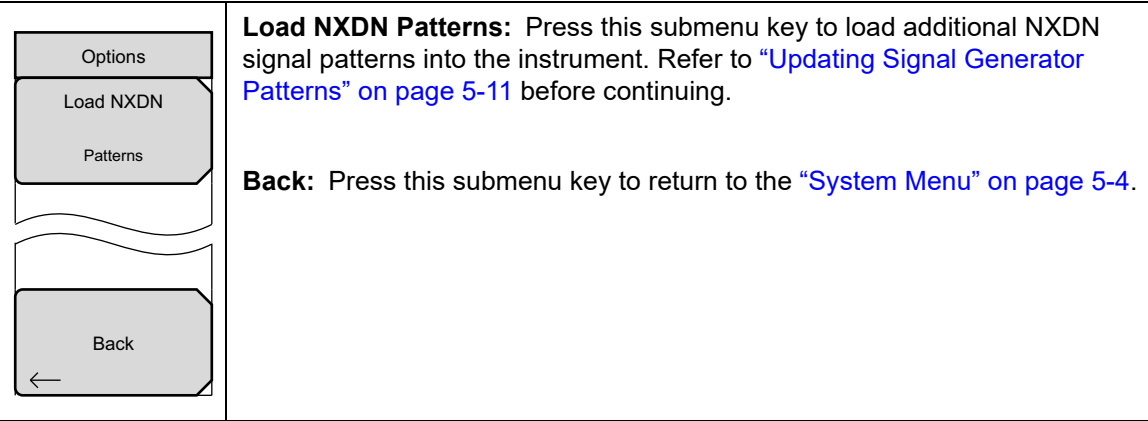 Options
Load NXDN
Patterns
Back
Load NXDN Patterns: Press this submenu key to load additional NXDN
signal patterns into the instrument. Refer to “Updating Signal Generator
Patterns” on page 5-11 before continuing.
Back: Press this submenu key to return to the “System Menu” on page 5-4.